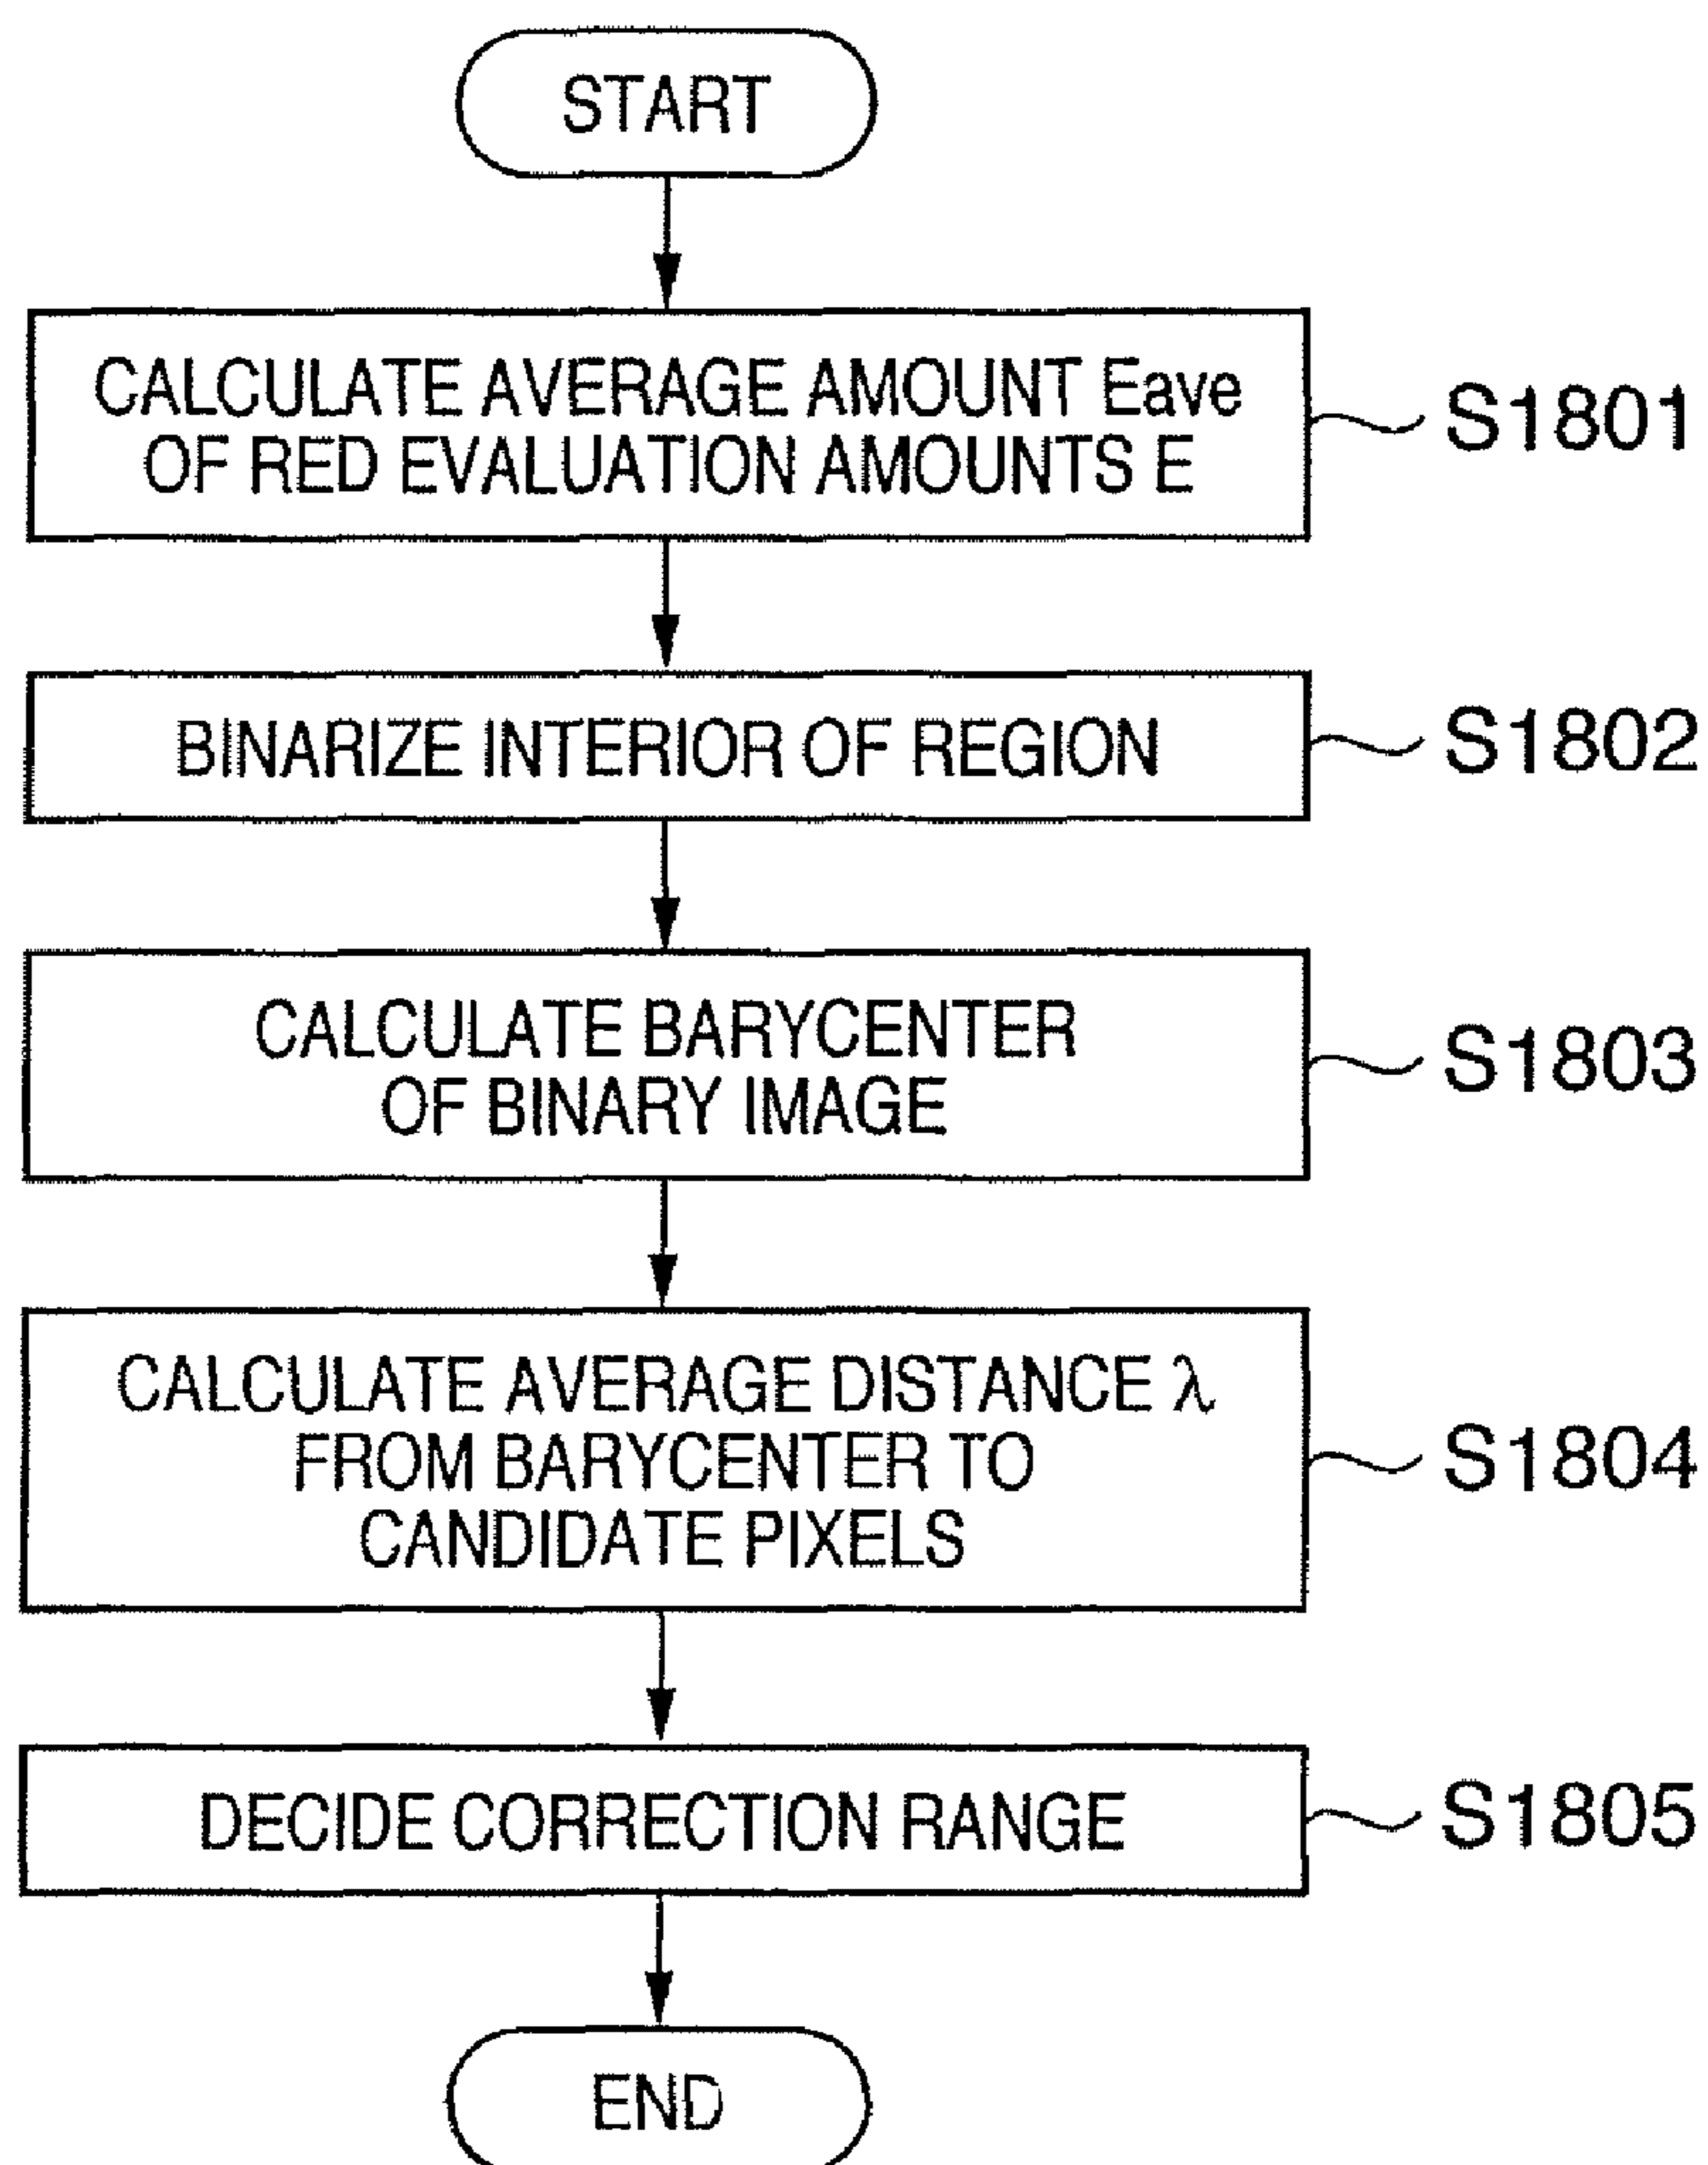 START
CALCULATE AVERAGE AMOUNT Eave
OF RED EVALUATION AMOUNTS E
S1801
BINARIZE INTERIOR OF REGION
S1802
CALCULATE BARYCENTER
OF BINARY IMAGE
S1803
CALCULATE AVERAGE DISTANCE λ
FROM BARYCENTER TO
CANDIDATE PIXELS
S1804
DECIDE CORRECTION RANGE
S1805
END